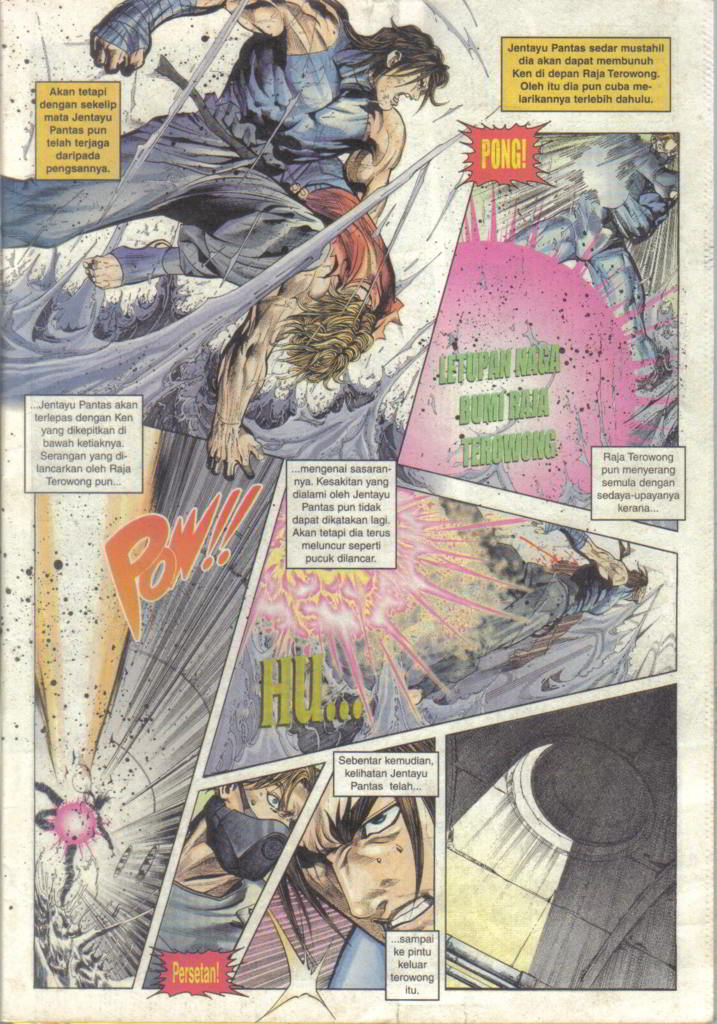 Akan tetapi
dengan sekelip
mata Jentayu
Pantas pun
telah terjaga
daripada
pengsannya.
Jentayu Pantas sedar mustahil
dia akan dapat membunuh
Ken di depan Raja Terowong.
Oleh itu dia pun cuba me-
larikannya terlebih dahulu.
PONG!
LETUPAN NAGA
BUMI RAJA
TEROWONG
Raja Terowong
pun menyerang
semula dengan
sedaya-upayanya
kerana...
...Jentayu Pantas akan
terlepas dengan Ken
yang dikepitkan di
bawah ketiaknya.
Serangan yang di-
lancarkan oleh Raja
Terowong pun...
POW!!!
...mengenai sasaran-
nya. Kesakitan yang
dialami oleh Jentayu
Pantas pun tidak
dapat dikatakan lagi.
Akan tetapi dia terus
meluncur seperti
pucuk dilancar.
HU...
Persetan!
Sebentar kemudian,
kelihatan Jentayu
Pantas telah...
...sampai
ke pintu
keluar
terowong
itu.